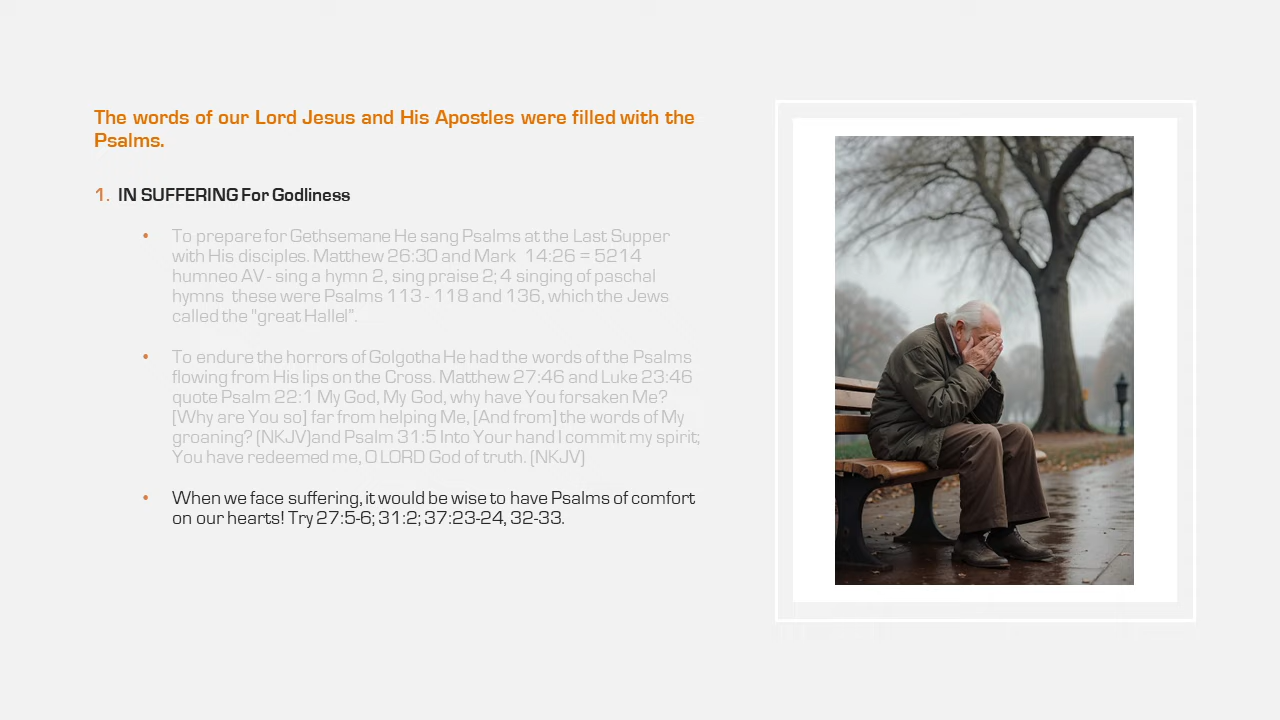 The words of our Lord Jesus and His Apostles were filled with the
Psalms.
1. IN SUFFERING For Godliness
• To prepare for Gethsemane He sang Psalms at the Last Supper
with His disciples. Matthew 26:30 and Mark 14:26 = 5214
humneo AV - sing a hymn 2, sing praise 2; 4 singing of paschal
hymns these were Psalms 113 - 118 and 136, which the Jews
called the "great Hallel".
• To endure the horrors of Golgotha He had the words of the Psalms
flowing from His lips on the Cross. Matthew 27:46 and Luke 23:46
quote Psalm 22:1 My God, My God, why have You forsaken Me?
[Why are You so] far from helping Me, [And from] the words of My
groaning? (NKJV)and Psalm 31:5 Into Your hand I commit my spirit;
You have redeemed me, O LORD God of truth. (NKJV)
• When we face suffering, it would be wise to have Psalms of comfort
on our hearts! Try 27:5-6; 31:2; 37:23-24, 32-33.